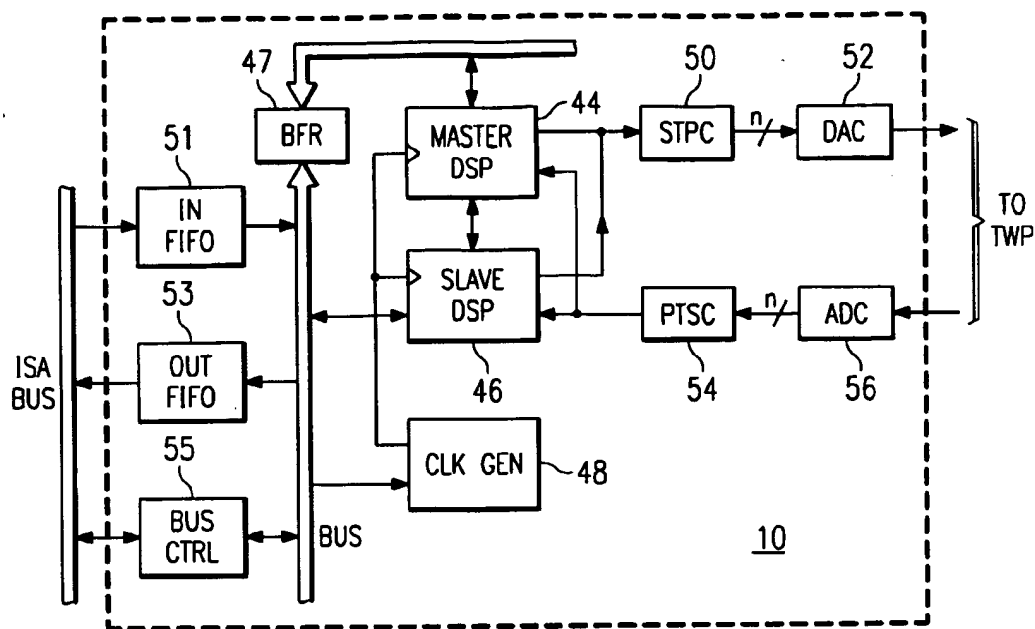 47
BFR
44
MASTER
DSP
50
STPC
n
52
DAC
51
IN
FIFO
TO
TWP
SLAVE
DSP
46
53
OUT
FIFO
PTSC
54
n
ADC
56
ISA
BUS
55
BUS
CTRL
CLK GEN
48
BUS
10